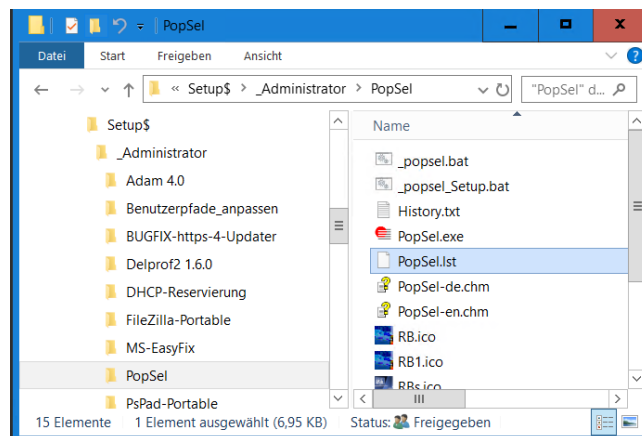 PopSel
Datei Start Freigeben Ansicht
« Setup$ > _Administrator > PopSel "PopSel" d...
Setup$
_Administrator
Adam 4.0
Benutzerpfade_anpassen
BUGFIX-https-4-Updater
Delprof2 1.6.0
DHCP-Reservierung
FileZilla-Portable
MS-EasyFix
PopSel
PsPad-Portable
Name
_popsel.bat
_popsel_Setup.bat
History.txt
PopSel.exe
PopSel.lst
PopSel-de.chm
PopSel-en.chm
RB.ico
RB1.ico
RBs.ico
15 Elemente 1 Element ausgewählt (6,95 KB) Status: Freigegeben